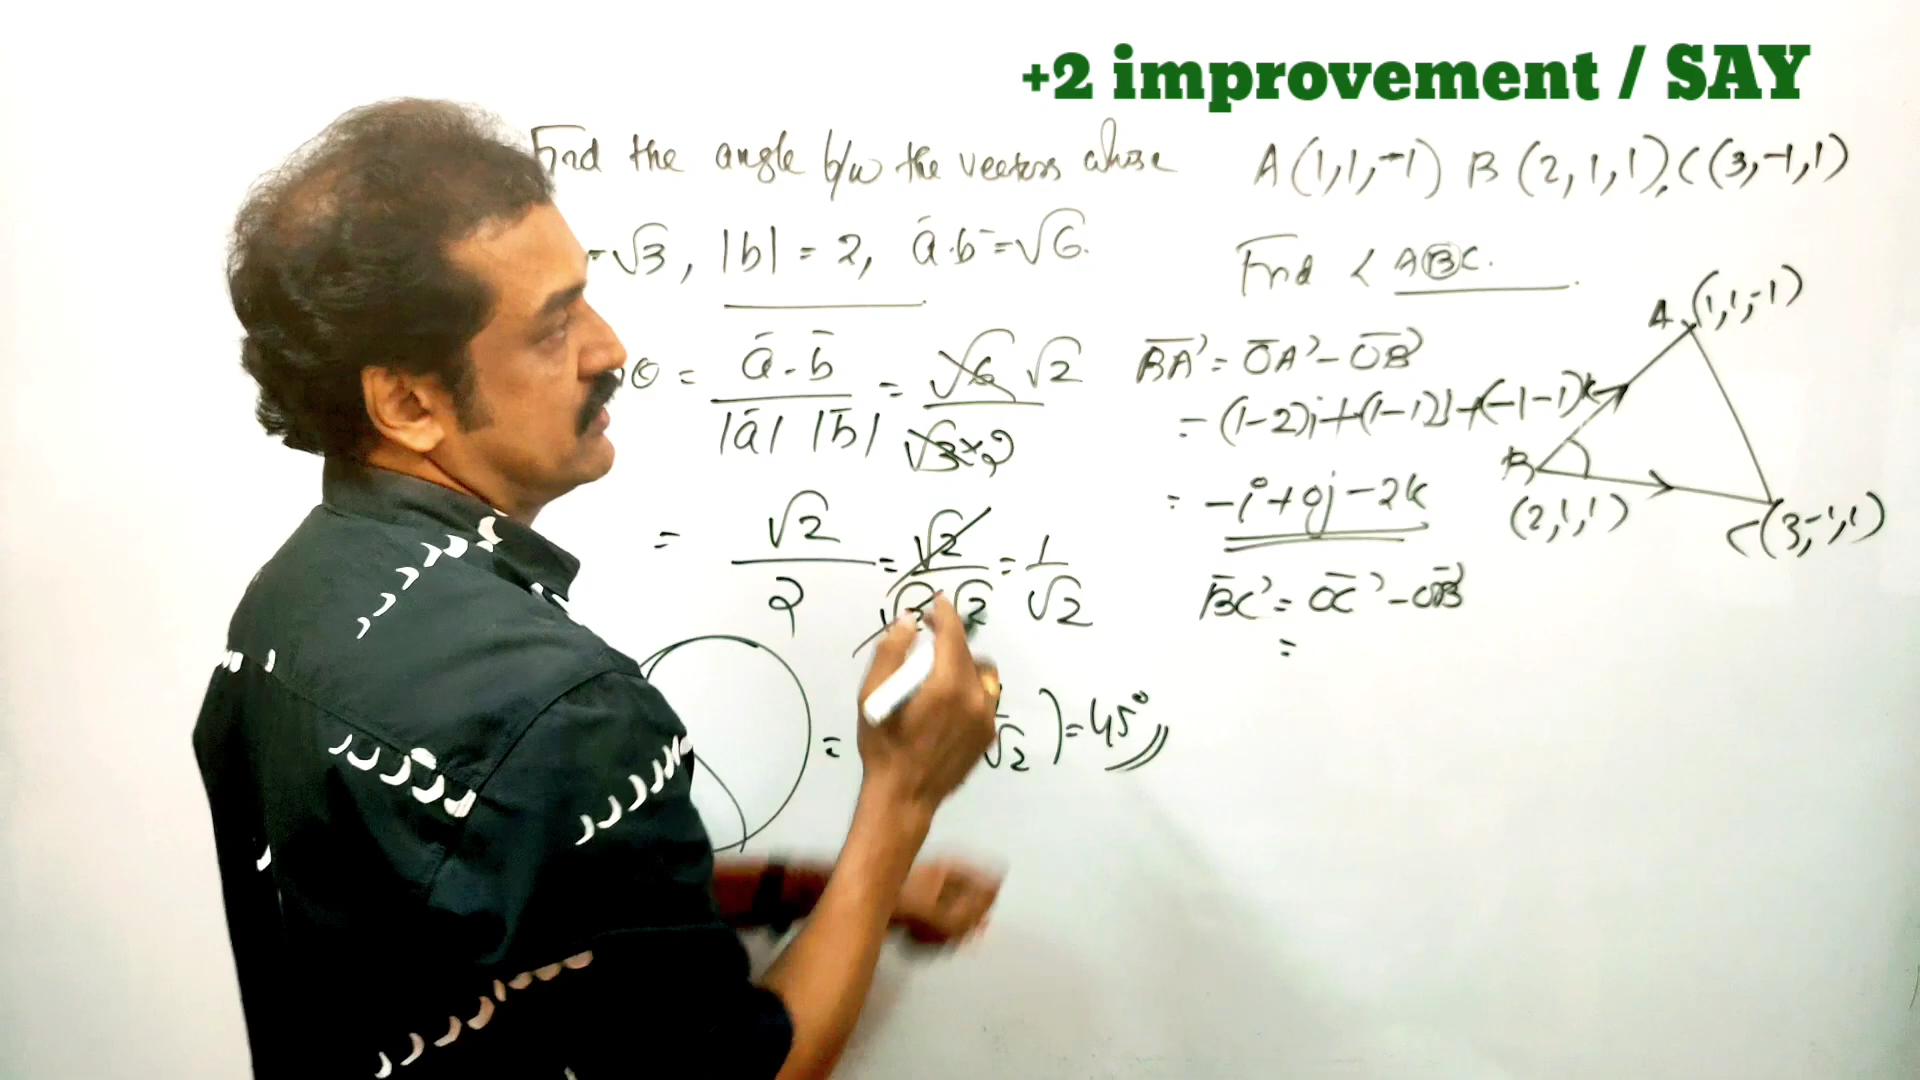 +2 improvement / SAY
Find the angle b/w the vectors whose
=√3, |b| = 2, a̅.b̅=√6.
θ = a̅.b̅ / |a̅| |b̅| = √6 √2 / √3×2
= √2 / 2 = √2 / √2 √2 = 1 / √2
= √2 ) = 45°
A(1,1,-1) B(2,1,1), C(3,-1,1)
Find < ABC.
BA = OA - OB
= (1-2)i+(1-1)j+(-1-1)k
= -i+0j-2k
BC = OC - OB
=
A (1,1,-1)
B
(2,1,1)
C(3,-1,1)